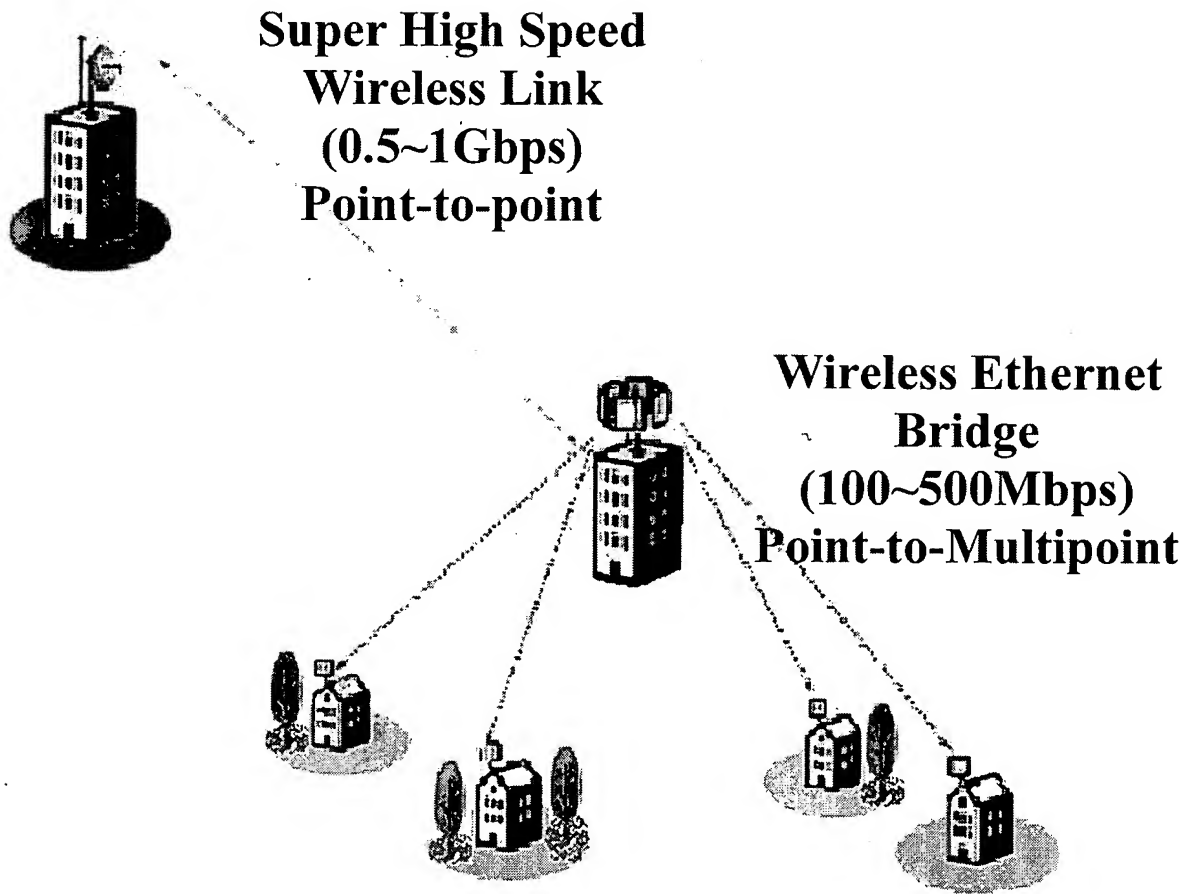 Super High Speed
Wireless Link
(0.5~1Gbps)
Point-to-point
Wireless Ethernet
Bridge
(100~500Mbps)
Point-to-Multipoint